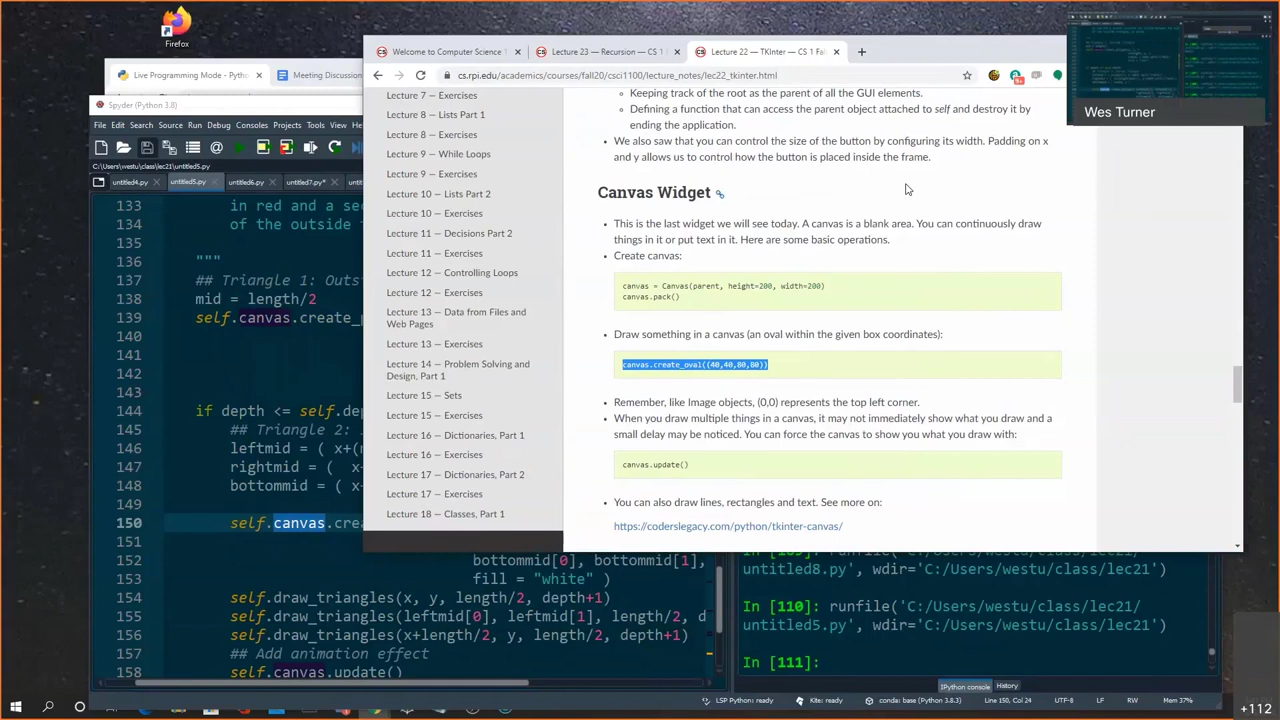 Firefox
Live Programming Mode - Pytho
Meeting Discussion
to Computer Science 1
Lecture 23 — Recursion — CS 1
Lecture 22 — TKInter — CS 1 Fal
Wes Turner
Keeping track of the root as the parent of all the GUI elements.
Defining a function that can access the parent object attached to self and destroy it by
ending the application.
We also saw that you can control the size of the button by configuring its width. Padding on x
and y allows us to control how the button is placed inside the frame.
Canvas Widget
This is the last widget we will see today. A canvas is a blank area. You can continuously draw
things in it or put text in it. Here are some basic operations.
Create canvas:
canvas = Canvas(parent, height=200, width=200)
canvas.pack()
Draw something in a canvas (an oval within the given box coordinates):
canvas.create_oval((40,40,80,80))
Remember, like Image objects, (0,0) represents the top left corner.
When you draw multiple things in a canvas, it may not immediately show what you draw and a
small delay may be noticed. You can force the canvas to show you what you draw with:
canvas.update()
You can also draw lines, rectangles and text. See more on:
https://coderslegacy.com/python/tkinter-canvas/
Lecture 8 — Lists Part 1
Lecture 8 — Exercises
Lecture 9 — While Loops
Lecture 9 — Exercises
Lecture 10 — Lists Part 2
Lecture 10 — Exercises
Lecture 11 — Decisions Part 2
Lecture 11 — Exercises
Lecture 12 — Controlling Loops
Lecture 12 — Exercises
Lecture 13 — Data from Files and
Web Pages
Lecture 13 — Exercises
Lecture 14 — Problem Solving and
Design, Part 1
Lecture 15 — Sets
Lecture 15 — Exercises
Lecture 16 — Dictionaries, Part 1
Lecture 16 — Exercises
Lecture 17 — Dictionaries, Part 2
Lecture 17 — Exercises
Lecture 18 — Classes, Part 1
Spyder (Python 3.8)
File Edit Search Source Run Debug Consoles Projects Tools View
C:\Users\westu\class\lec21\untitled5.py
untitled4.py
untitled5.py
untitled6.py
untitled7.py*
133 in red and a sec
134 of the outside t
135
136 """
137 ## Triangle 1: Outs
138 mid = length/2
139 self.canvas.create_p
140
141
142
143
144 if depth <= self.dep
145 ## Triangle 2: I
146 leftmid = ( x+(m
147 rightmid = ( x+
148 bottommid = ( x
149
150 self.canvas.crea
151
152 bottommid[0], bottommid[1],
153 fill = "white" )
154 self.draw_triangles(x, y, length/2, depth+1)
155 self.draw_triangles(leftmid[0], leftmid[1], length/2, d
156 self.draw_triangles(x+length/2, y, length/2, depth+1)
157 ## Add animation effect
158 self.canvas.update()
untitled8.py', wdir='C:/Users/westu/class/lec21')
In [110]: runfile('C:/Users/westu/class/lec21/
untitled5.py', wdir='C:/Users/westu/class/lec21')
In [111]:
IPython console
History
LSP Python: ready
Kite: ready
conda: base (Python 3.8.3)
Line 150, Col 24
UTF-8
LF
RW
Mem 37%
+112